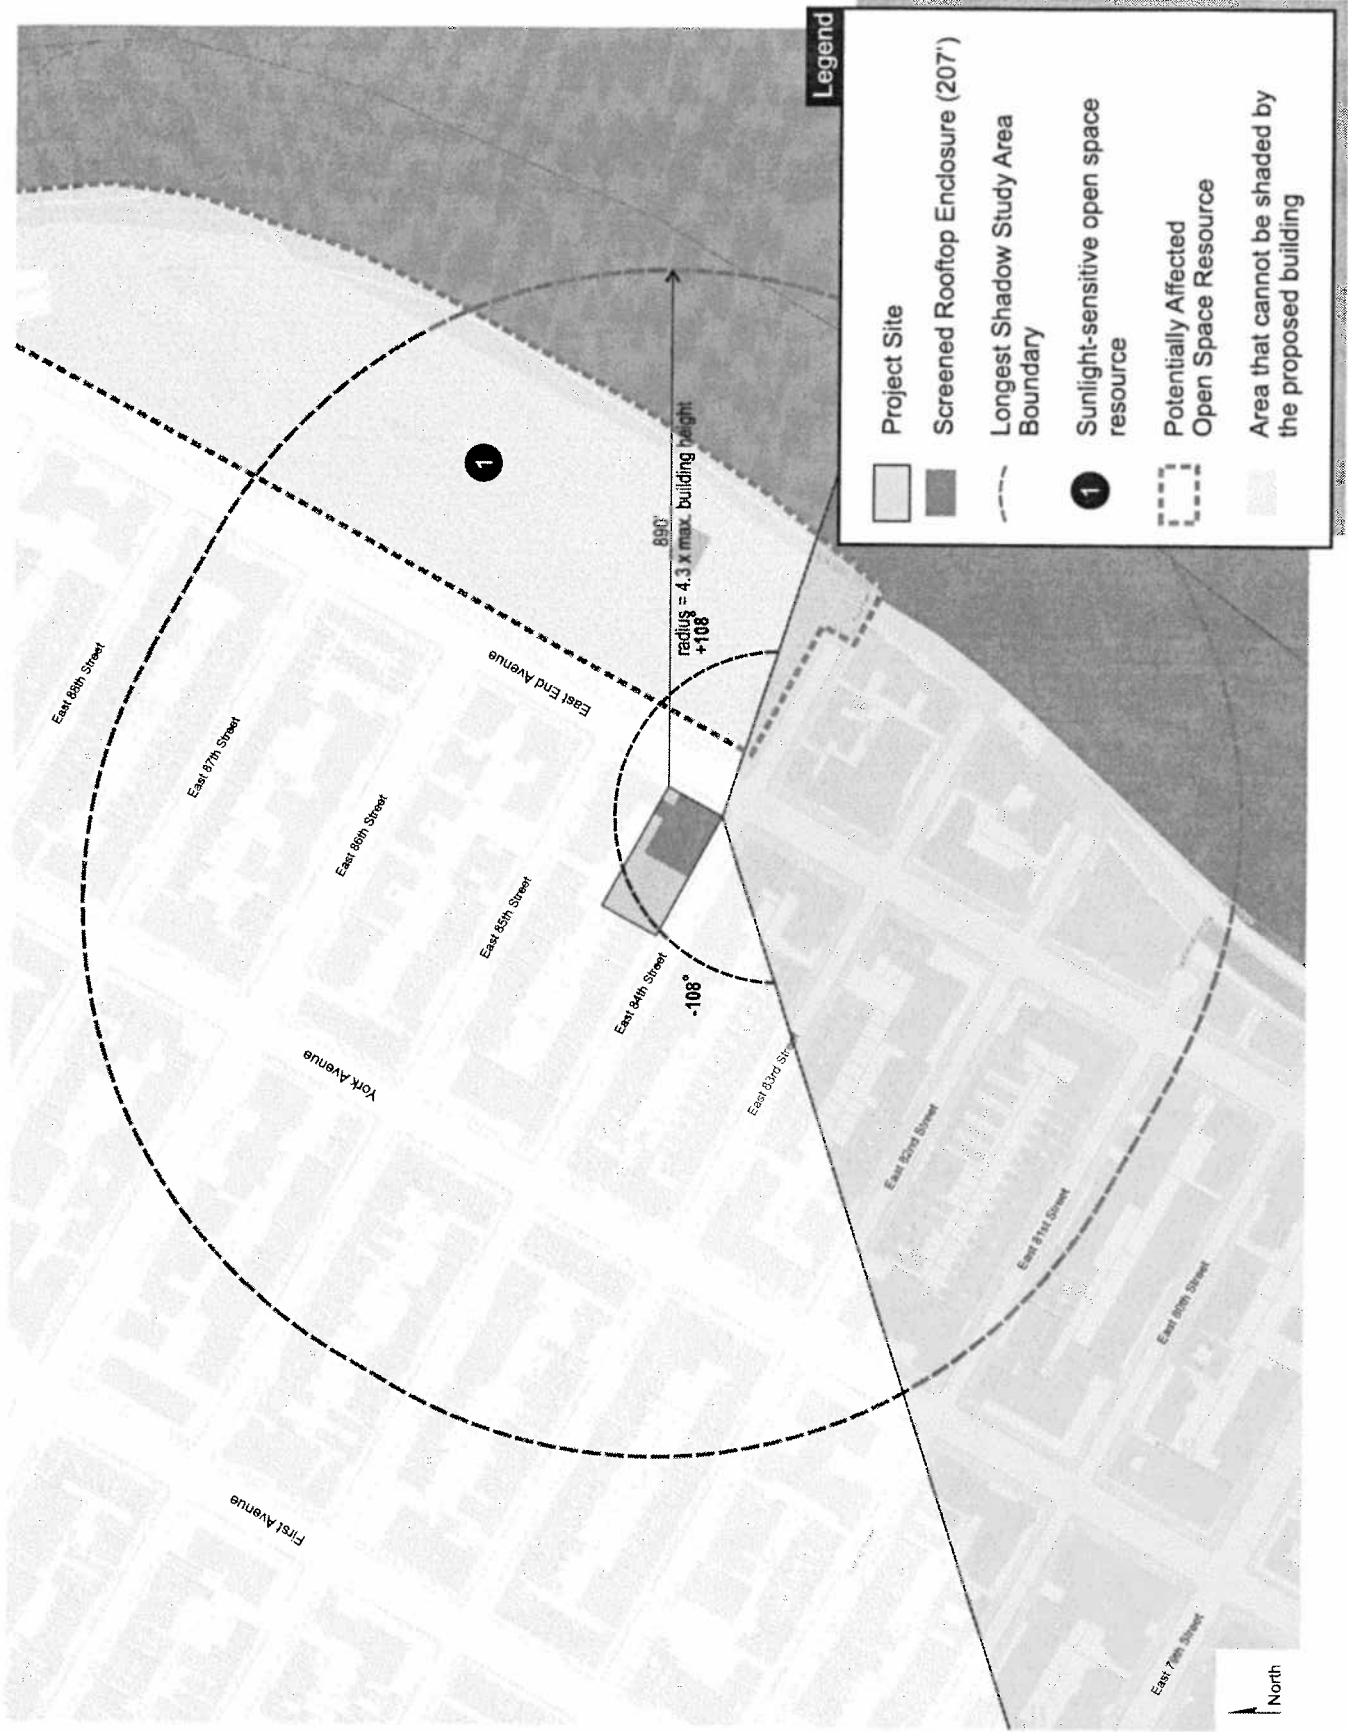 Legend
Project Site
Screened Rooftop Enclosure (207')
Longest Shadow Study Area
Boundary
1
Sunlight-sensitive open space
resource
Potentially Affected
Open Space Resource
Area that cannot be shaded by
the proposed building
East 88th Street
East 87th Street
East 86th Street
East 85th Street
East 84th Street
East 83rd Stre
East 82nd Street
East 81st Street
East 80th Street
First Avenue
York Avenue
East End Avenue
1
890'
radius = 4.3 x max. building height
+108°
-108°
North